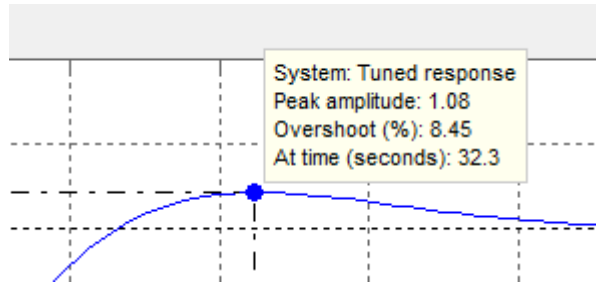 System: Tuned response
Peak amplitude: 1.08
Overshoot (%): 8.45
At time (seconds): 32.3